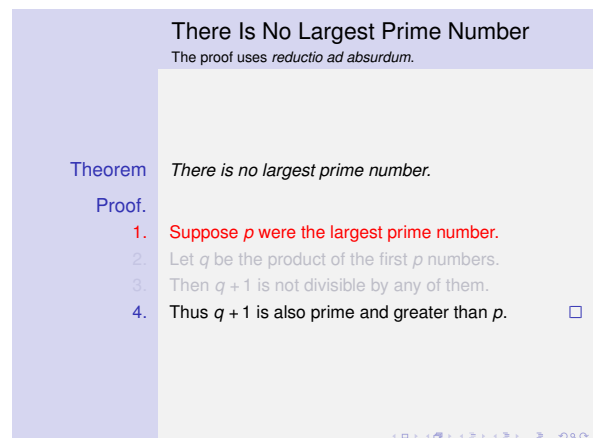 There Is No Largest Prime Number
The proof uses reductio ad absurdum.
Theorem There is no largest prime number.
Proof.
1. Suppose p were the largest prime number.
2. Let q be the product of the first p numbers.
3. Then q + 1 is not divisible by any of them.
4. Thus q + 1 is also prime and greater than p. □